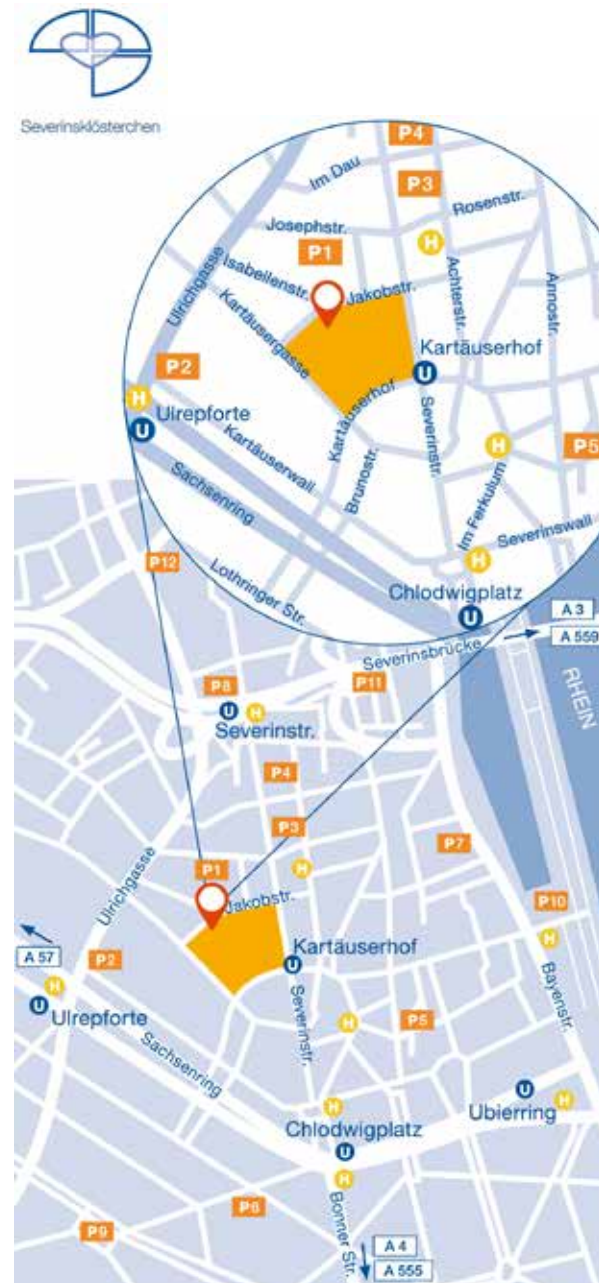 Severinsklösterchen
P4
Im Dau
P3
Rosenstr.
Josephstr.
P1
H
Isabellenstr.
Jakobstr.
Achterstr.
Annostr.
Ulrichgasse
Kartäusergasse
Kartäuserhof
U
P2
H
Ulrepforte
U
Kartäuserhof
Severinstr.
Kartäuserwall
Brunostr.
H
P5
Sachsenring
Im Ferkulum
Severinswall
H
Lothringer Str.
Chlodwigplatz
U
P12
A 3
A 559
Severinsbrücke
RHEIN
P8
P11
U
H
Severinstr.
P4
P3
P7
P1
H
Ulrichgasse
Jakobstr.
P10
A 57
P2
Kartäuserhof
U
H
Bayenstr.
H
U
Ulrepforte
Severinstr.
H
P5
Sachsenring
U
H
Ubierring
H
Chlodwigplatz
U
H
P6
Bonner Str.
P9
A 4
A 555